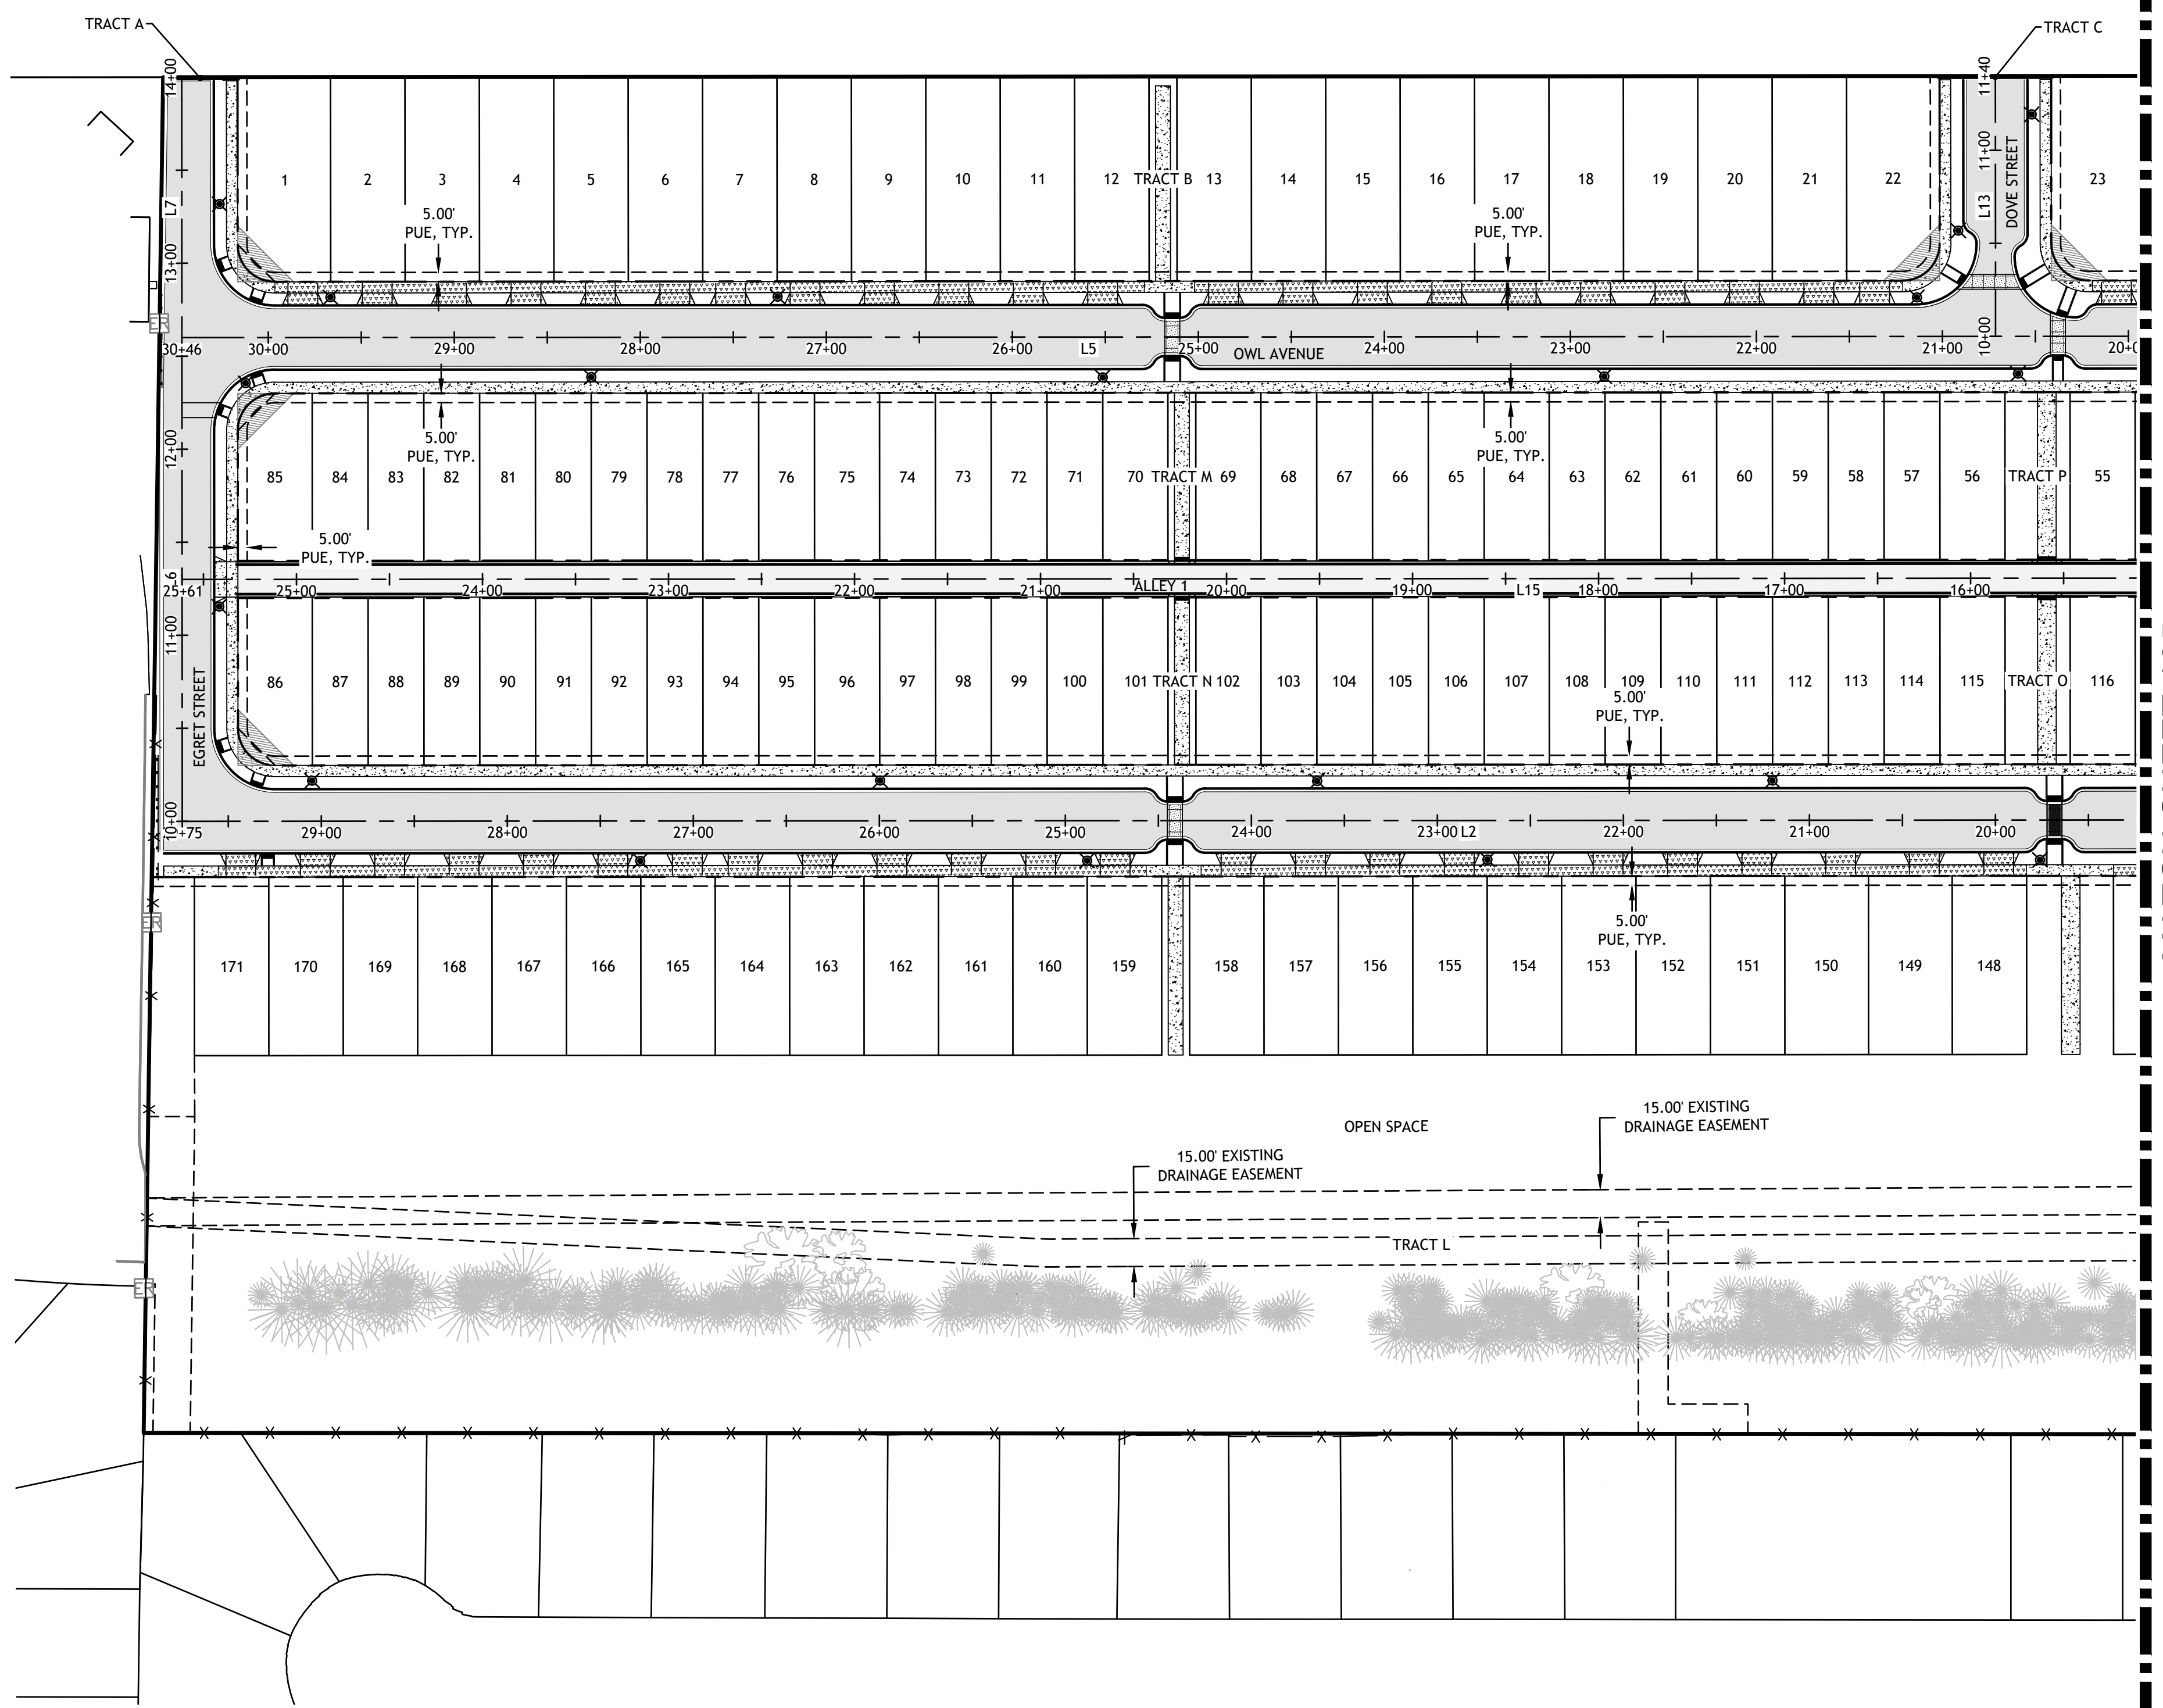 TRACT A
TRACT C
14+00
11+40
L7
13+00
11+00
L13
DOVE STREET
10+00
1 2 3 4 5 6 7 8 9 10 11 12 TRACT B 13 14 15 16 17 18 19 20 21 22 23
5.00'
PUE, TYP.
5.00'
PUE, TYP.
ER
30+46 30+00 29+00 28+00 27+00 26+00 L5 25+00 OWL AVENUE 24+00 23+00 22+00 21+00
12+00
5.00'
PUE, TYP.
5.00'
PUE, TYP.
85 84 83 82 81 80 79 78 77 76 75 74 73 72 71 70 TRACT M 69 68 67 66 65 64 63 62 61 60 59 58 57 56 TRACT P 55
5.00'
PUE, TYP.
L6
25+61 25+00 24+00 23+00 22+00 21+00 ALLEY 1 20+00 19+00 L15 18+00 17+00 16+00
11+00
EGRET STREET
86 87 88 89 90 91 92 93 94 95 96 97 98 99 100 101 TRACT N 102 103 104 105 106 107 108 109 110 111 112 113 114 115 TRACT O 116
5.00'
PUE, TYP.
10+00
29+00 28+00 27+00 26+00 25+00 24+00 23+00 L2 22+00 21+00 20+00
ER
5.00'
PUE, TYP.
171 170 169 168 167 166 165 164 163 162 161 160 159 158 157 156 155 154 153 152 151 150 149 148
OPEN SPACE
15.00' EXISTING
DRAINAGE EASEMENT
15.00' EXISTING
DRAINAGE EASEMENT
TRACT L
ER